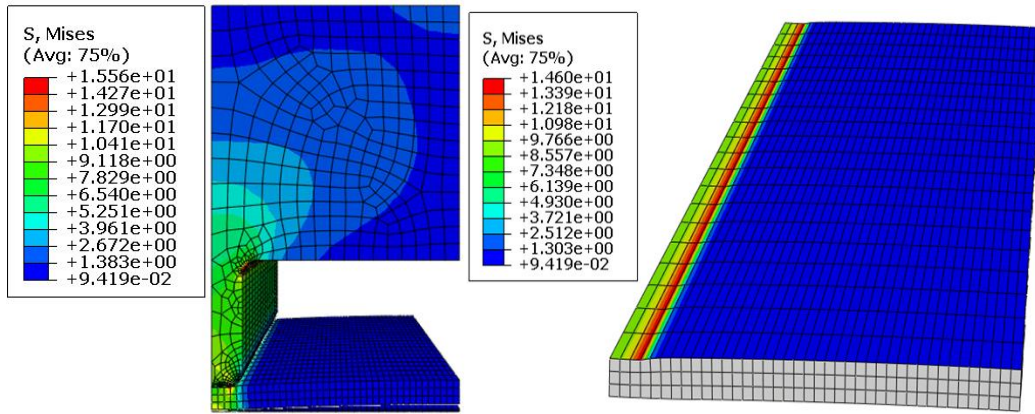 S, Mises
(Avg: 75%)
+1.556e+01
+1.427e+01
+1.299e+01
+1.170e+01
+1.041e+01
+9.118e+00
+7.829e+00
+6.540e+00
+5.251e+00
+3.961e+00
+2.672e+00
+1.383e+00
+9.419e-02
S, Mises
(Avg: 75%)
+1.460e+01
+1.339e+01
+1.218e+01
+1.098e+01
+9.766e+00
+8.557e+00
+7.348e+00
+6.139e+00
+4.930e+00
+3.721e+00
+2.512e+00
+1.303e+00
+9.419e-02